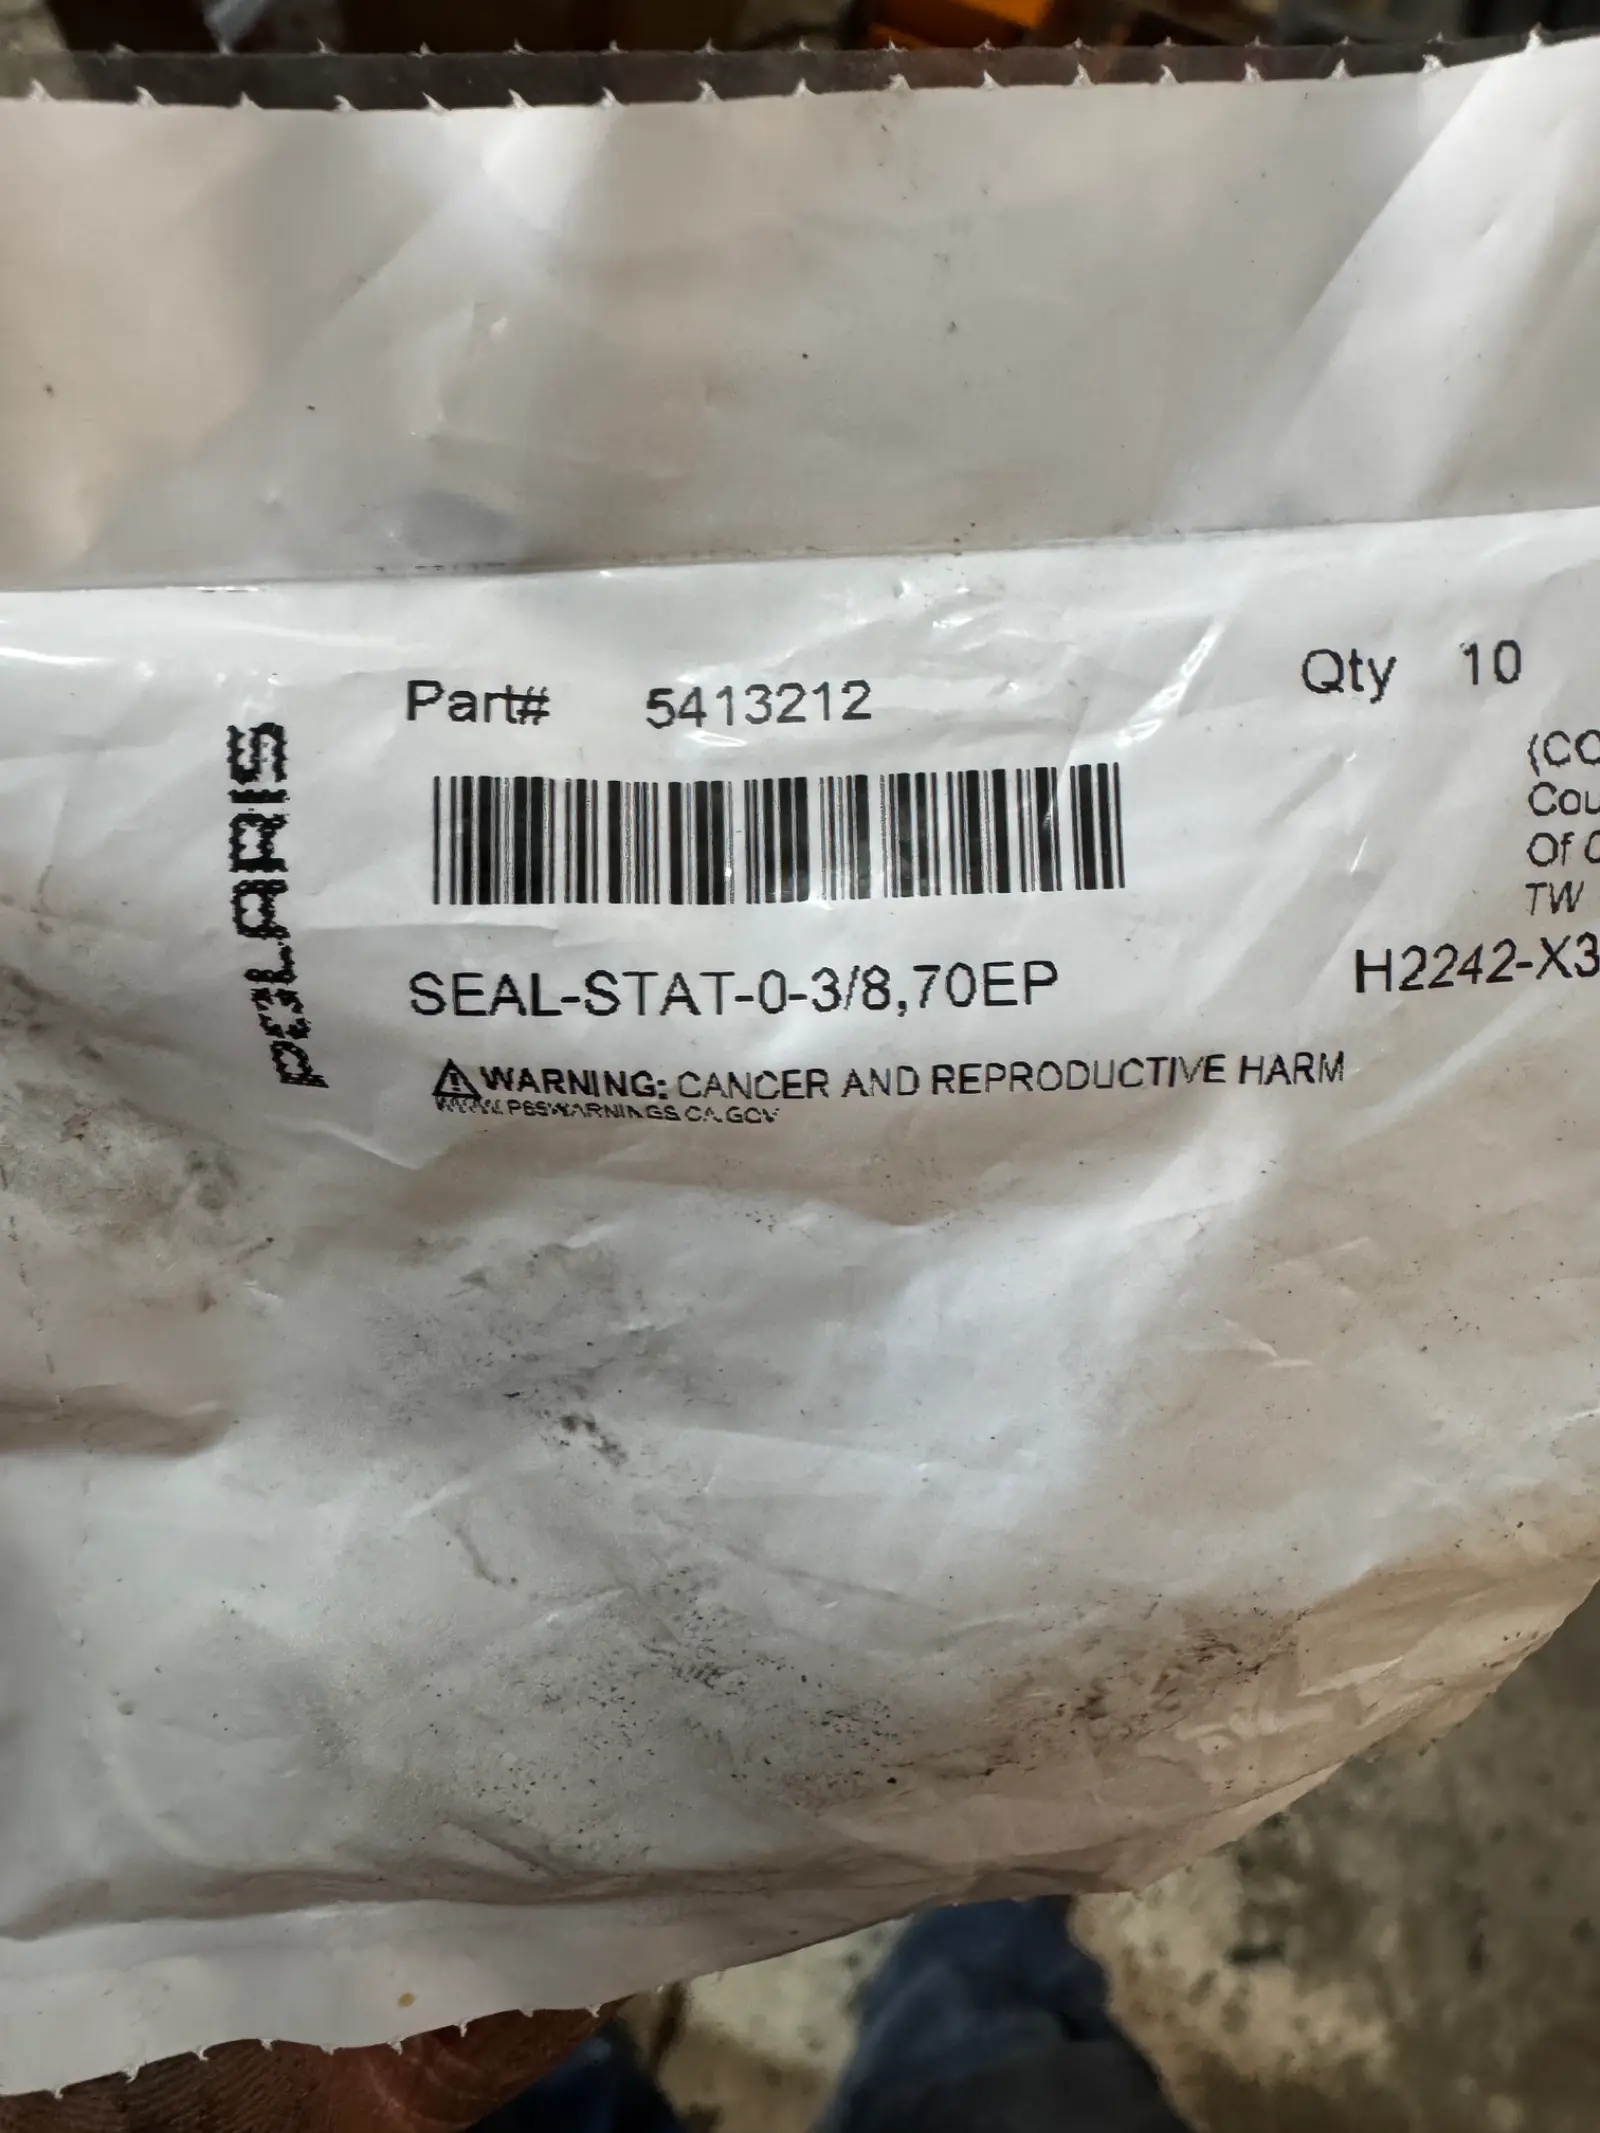 POLARIS
Part# 5413212
Qty 10
(CO
Cou
Of
TW
SEAL-STAT-0-3/8,70EP
H2242-X3
WARNING: CANCER AND REPRODUCTIVE HARM
WWW.P65WARNINGS.CA.GOV